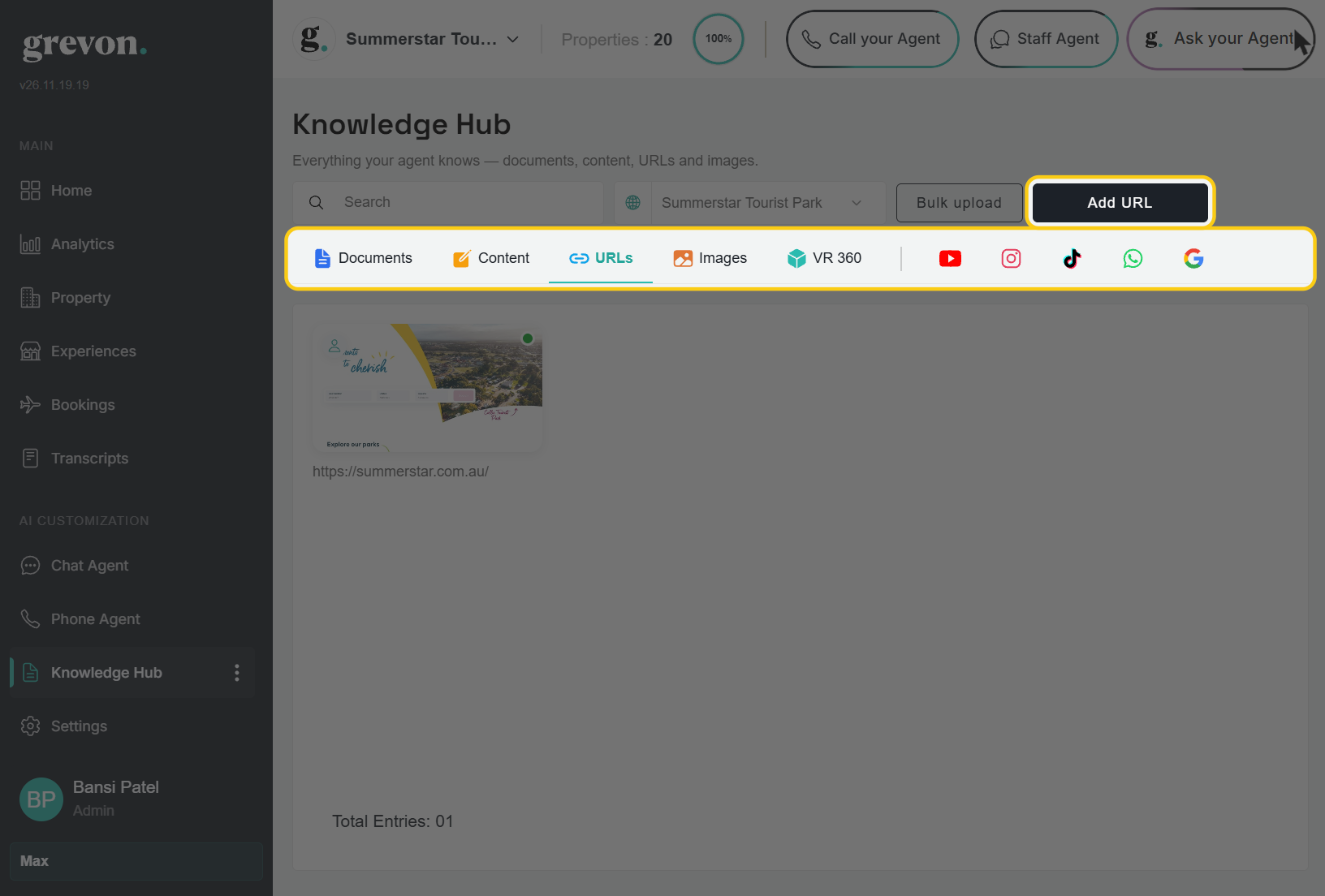 grevon.
v26.11.19.19
MAIN
Home
Analytics
Property
Experiences
Bookings
Transcripts
AI CUSTOMIZATION
Chat Agent
Phone Agent
Knowledge Hub
Settings
BP
Bansi Patel
Admin
Max
g. Summerstar Tou... Properties : 20 100% Call your Agent Staff Agent g. Ask your Agent
Knowledge Hub
Everything your agent knows — documents, content, URLs and images.
Search Summerstar Tourist Park Bulk upload Add URL
Documents Content URLs Images VR 360
to cherish
Explore our parks
https://summerstar.com.au/
Total Entries: 01